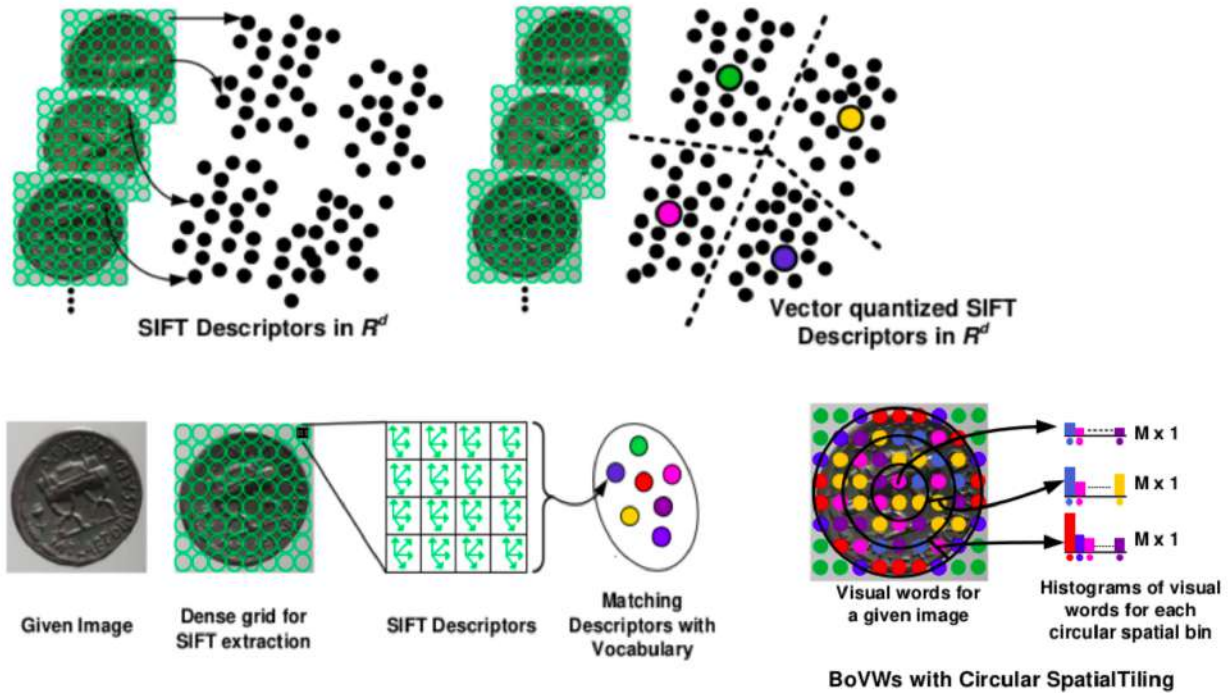 SIFT Descriptors in R^d
Vector quantized SIFT
Descriptors in R^d
Given Image
Dense grid for
SIFT extraction
SIFT Descriptors
Matching
Descriptors with
Vocabulary
Visual words for
a given image
M x 1
M x 1
M x 1
Histograms of visual
words for each
circular spatial bin
BoVWs with Circular SpatialTiling